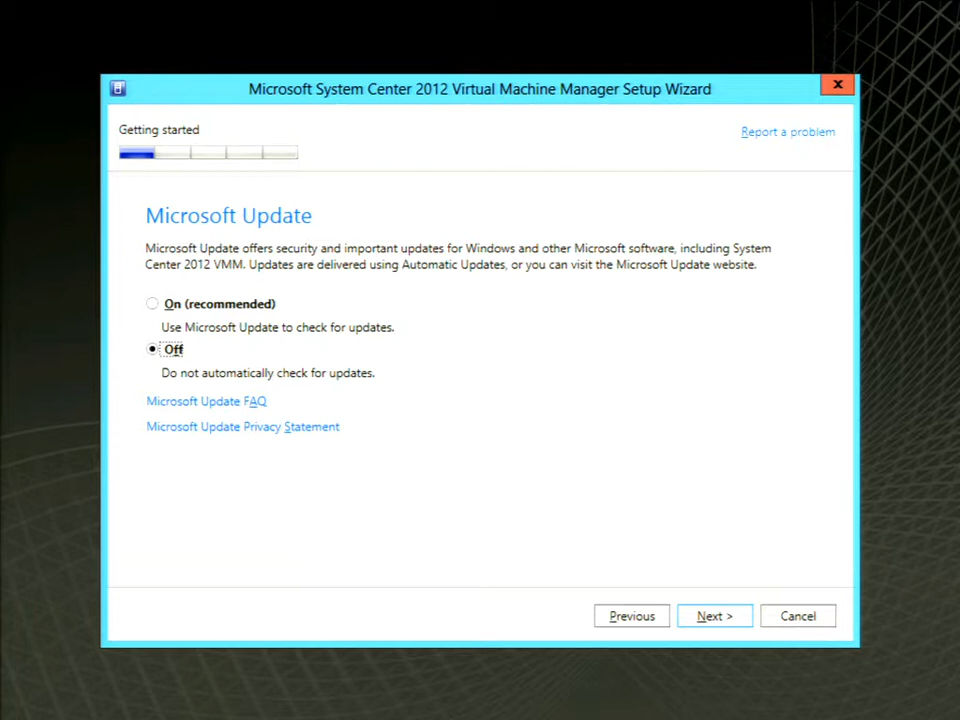 Microsoft System Center 2012 Virtual Machine Manager Setup Wizard
x
Getting started
Report a problem
Microsoft Update
Microsoft Update offers security and important updates for Windows and other Microsoft software, including System
Center 2012 VMM. Updates are delivered using Automatic Updates, or you can visit the Microsoft Update website.
On (recommended)
Use Microsoft Update to check for updates.
Off
Do not automatically check for updates.
Microsoft Update FAQ
Microsoft Update Privacy Statement
Previous
Next >
Cancel